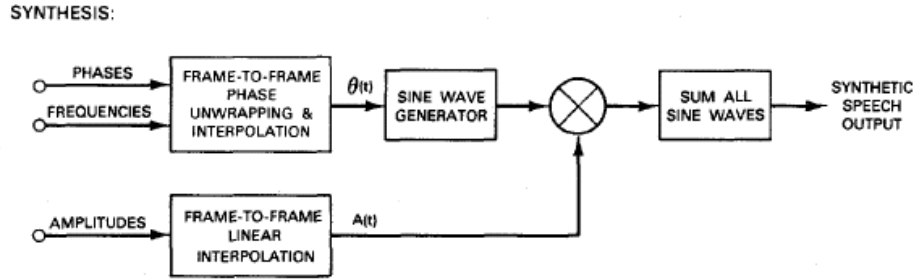 SYNTHESIS:
PHASES
FREQUENCIES
FRAME-TO-FRAME
PHASE
UNWRAPPING &
INTERPOLATION
θ(t)
SINE WAVE
GENERATOR
SUM ALL
SINE WAVES
SYNTHETIC
SPEECH
OUTPUT
AMPLITUDES
FRAME-TO-FRAME
LINEAR
INTERPOLATION
A(t)